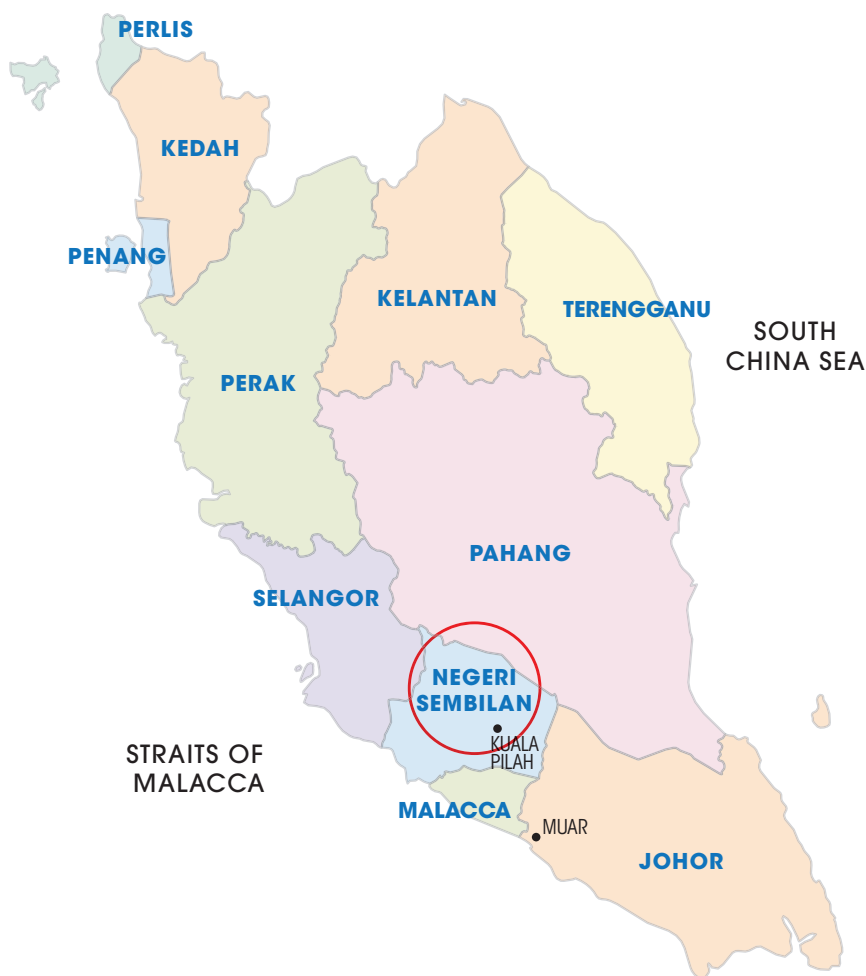 PERLIS
KEDAH
PENANG
KELANTAN
TERENGGANU
SOUTH
CHINA SEA
PERAK
PAHANG
SELANGOR
NEGERI
SEMBILAN
KUALA
PILAH
STRAITS OF
MALACCA
MALACCA
MUAR
JOHOR